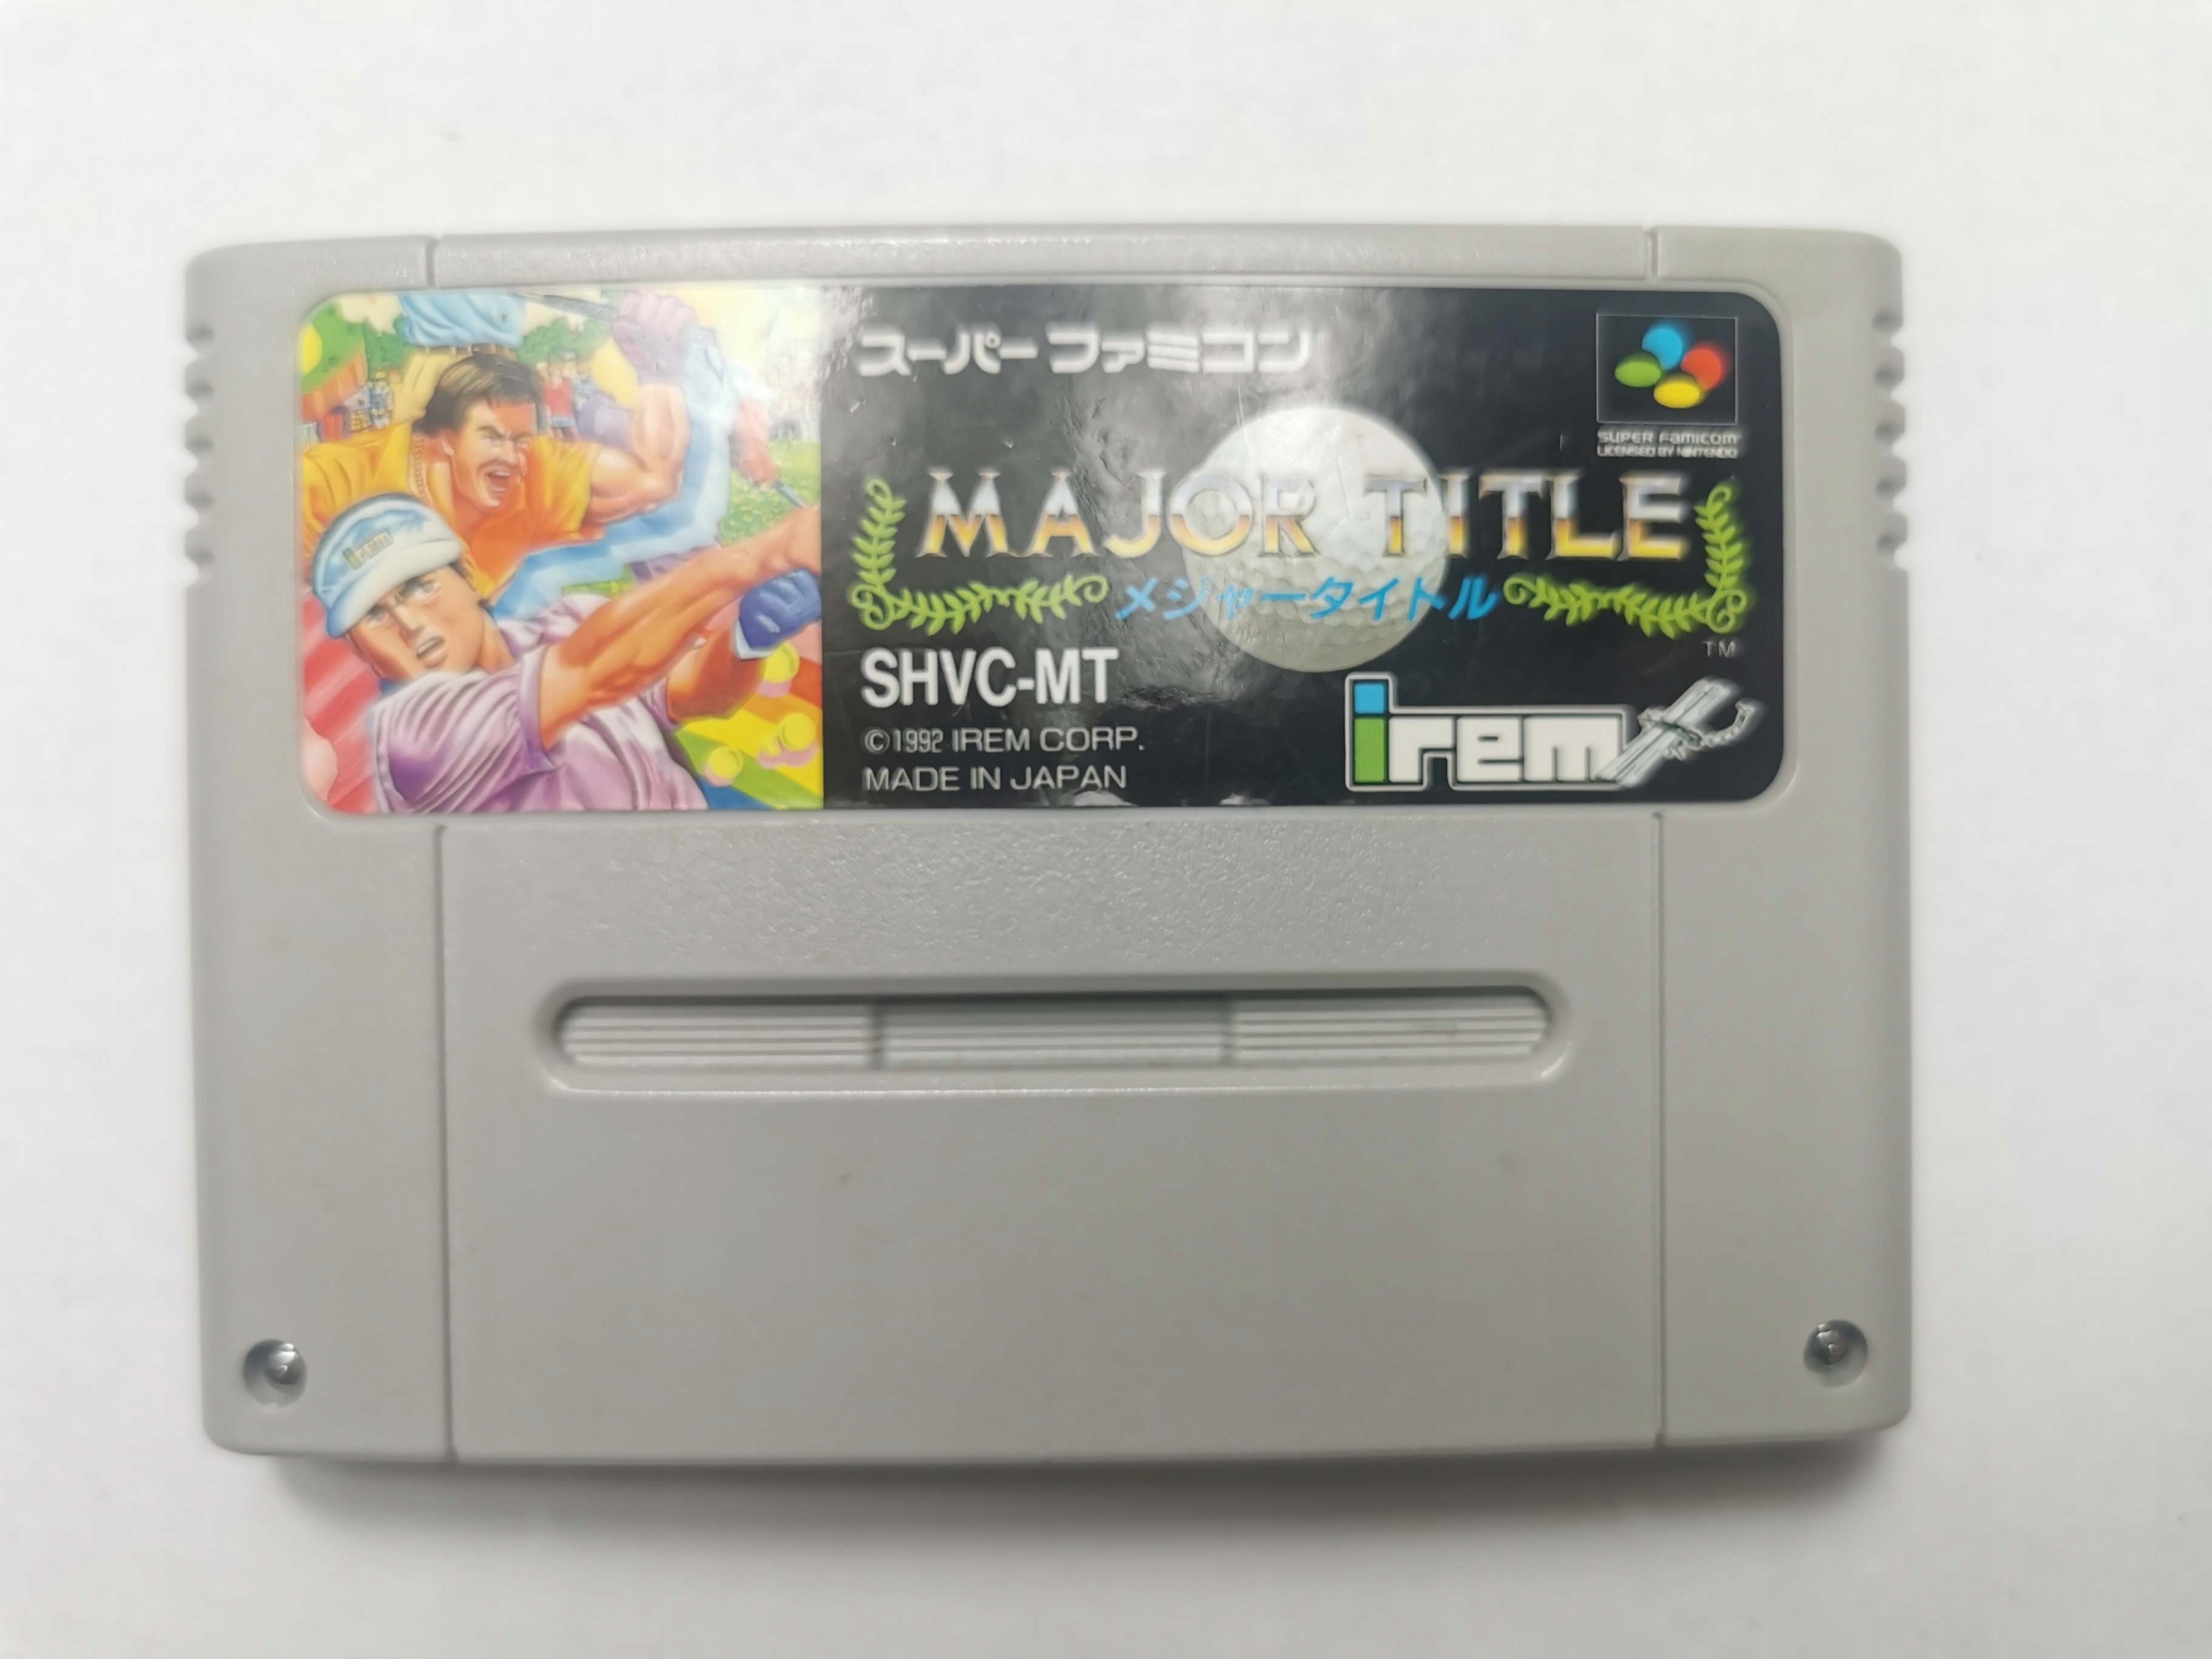 スーパーファミコン
SUPER FAMICOM
LICENSED BY NINTENDO
MAJOR TITLE
メジャータイトル
TM
SHVC-MT
©1992 IREM CORP.
MADE IN JAPAN
irem
irem